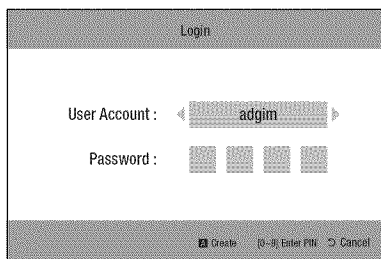 Login
User Account : adgim
Password :
A Create [0~9] Enter PIN Cancel